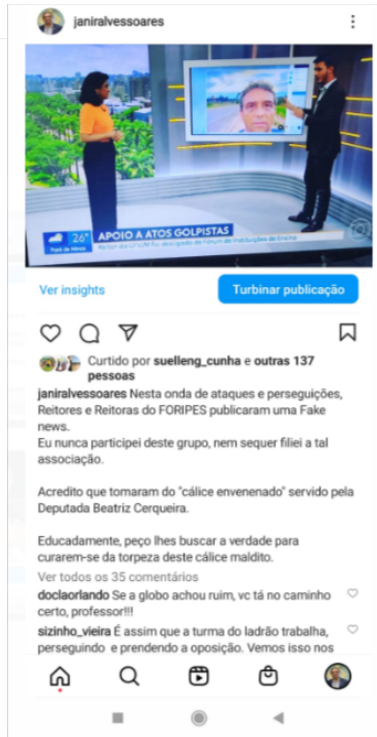 janiralvessoares
26°
APOIO A ATOS GOLPISTAS
Ver insights
Turbinar publicação
Curtido por suelleng_cunha e outras 137
pessoas
janiralvessoares Nesta onda de ataques e perseguições,
Reitores e Reitoras do FORIPES publicaram uma Fake
news.
Eu nunca participei deste grupo, nem sequer filiei a tal
associação.
Acredito que tomaram do "cálice envenenado" servido pela
Deputada Beatriz Cerqueira.
Educadamente, peço lhes buscar a verdade para
curarem-se da torpeza deste cálice maldito.
Ver todos os 35 comentários
doclaorlando Se a globo achou ruim, vc tá no caminho
certo, professor!!!
sizinho_vieira É assim que a turma do ladrão trabalha,
perseguindo e prendendo a oposição. Vemos isso nos